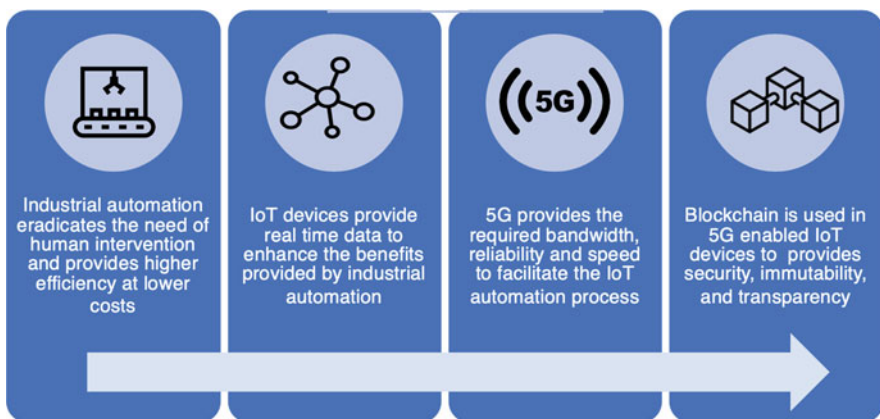 Industrial automation
eradicates the need of
human intervention
and provides higher
efficiency at lower
costs
IoT devices provide
real time data to
enhance the benefits
provided by industrial
automation
5G
5G provides the
required bandwidth,
reliability and speed
to facilitate the IoT
automation process
Blockchain is used in
5G enabled IoT
devices to provides
security, immutability,
and transparency